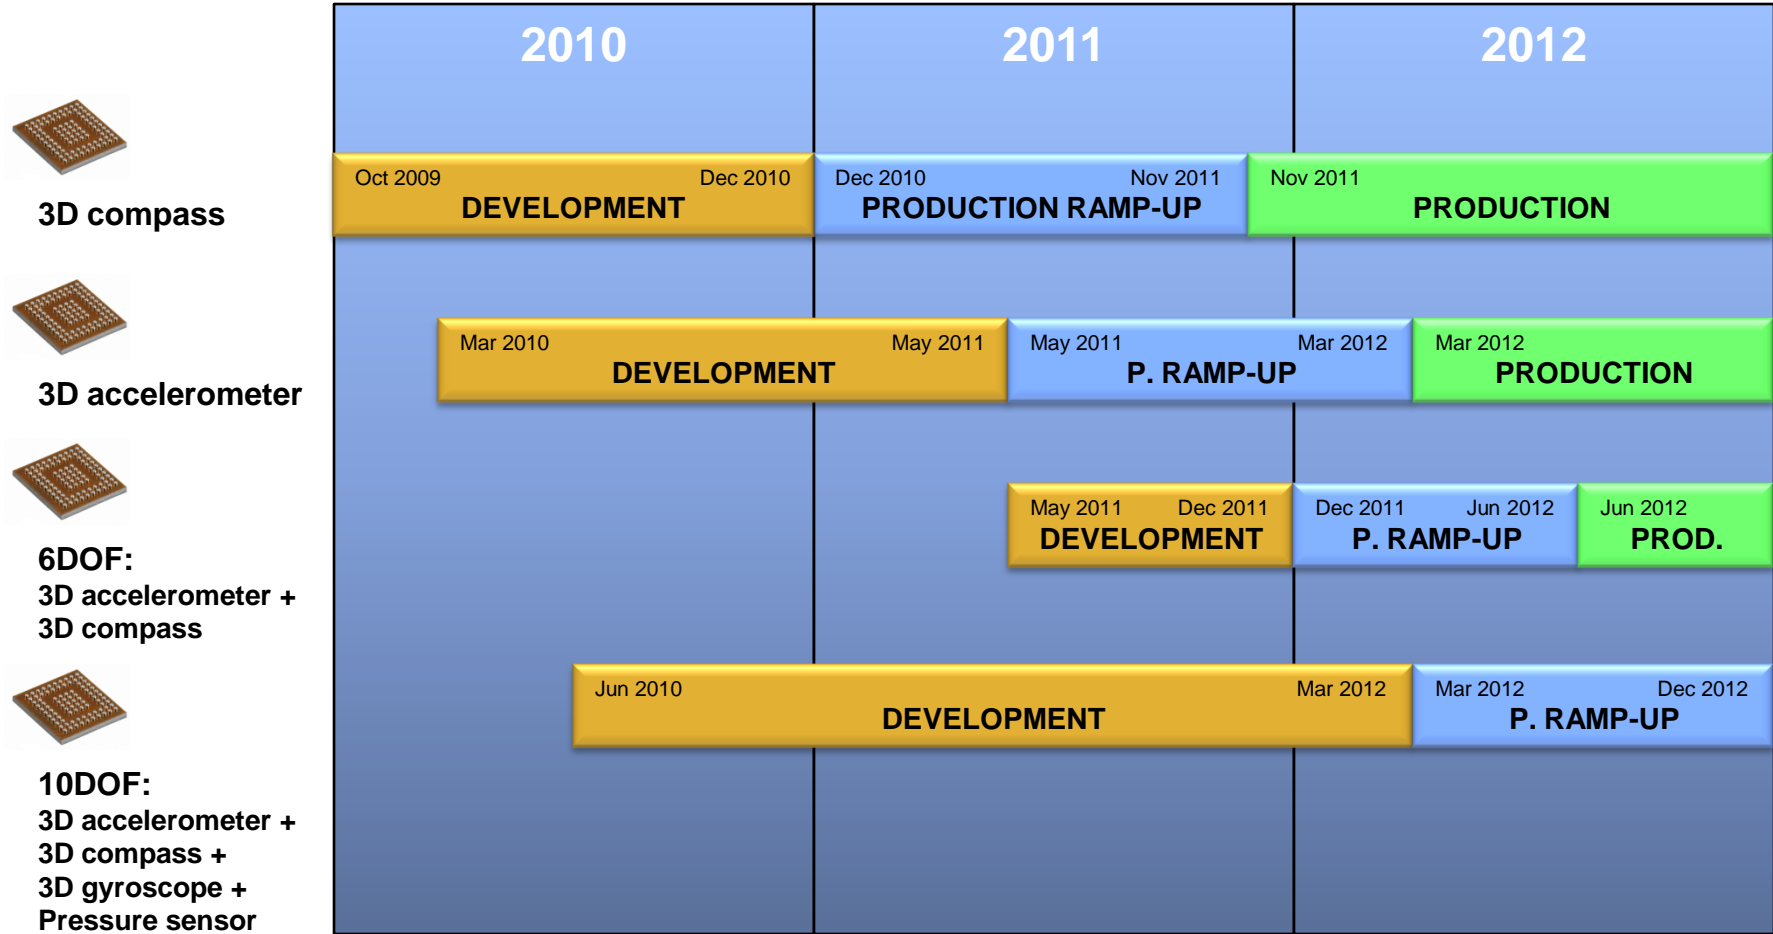 2010 2011 2012
3D compass
Oct 2009 Dec 2010 Dec 2010 Nov 2011 Nov 2011
DEVELOPMENT PRODUCTION RAMP-UP PRODUCTION
3D accelerometer
Mar 2010 May 2011 May 2011 Mar 2012 Mar 2012
DEVELOPMENT P. RAMP-UP PRODUCTION
6DOF:
3D accelerometer +
3D compass
May 2011 Dec 2011 Dec 2011 Jun 2012 Jun 2012
DEVELOPMENT P. RAMP-UP PROD.
10DOF:
3D accelerometer +
3D compass +
3D gyroscope +
Pressure sensor
Jun 2010 Mar 2012 Mar 2012 Dec 2012
DEVELOPMENT P. RAMP-UP